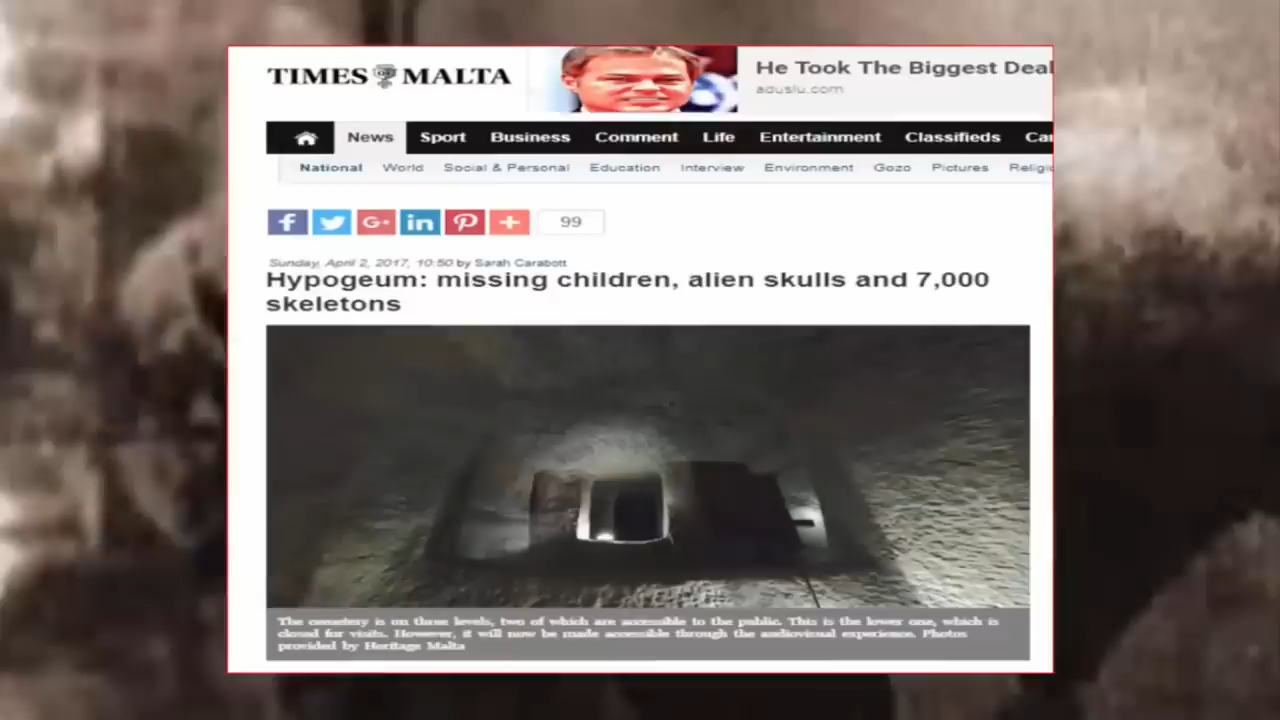 TIMES MALTA
He Took The Biggest Deal
aduslu.com
News Sport Business Comment Life Entertainment Classifieds Car
National World Social & Personal Education Interview Environment Gozo Pictures Religio
f G+ in 99
Sunday, April 2, 2017, 10:50 by Sarah Carabott
Hypogeum: missing children, alien skulls and 7,000
skeletons
The cemetery is on three levels, two of which are accessible to the public. This is the lower one, which is
closed for visits. However, it will now be made accessible through the audiovisual experience. Photos
provided by Heritage Malta